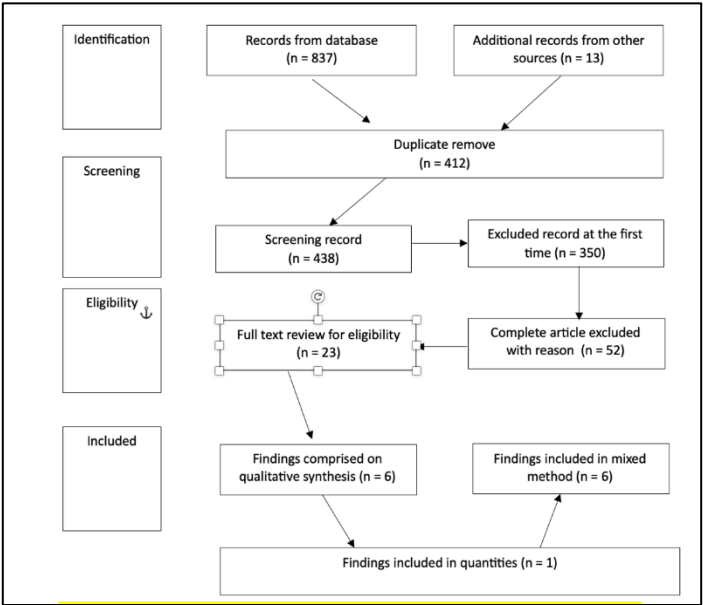 Identification
Records from database
(n = 837)
Additional records from other
sources (n = 13)
Duplicate remove
(n = 412)
Screening
Screening record
(n = 438)
Excluded record at the first
time (n = 350)
Eligibility
Full text review for eligibility
(n = 23)
Complete article excluded
with reason (n = 52)
Included
Findings comprised on
qualitative synthesis (n = 6)
Findings included in mixed
method (n = 6)
Findings included in quantities (n = 1)